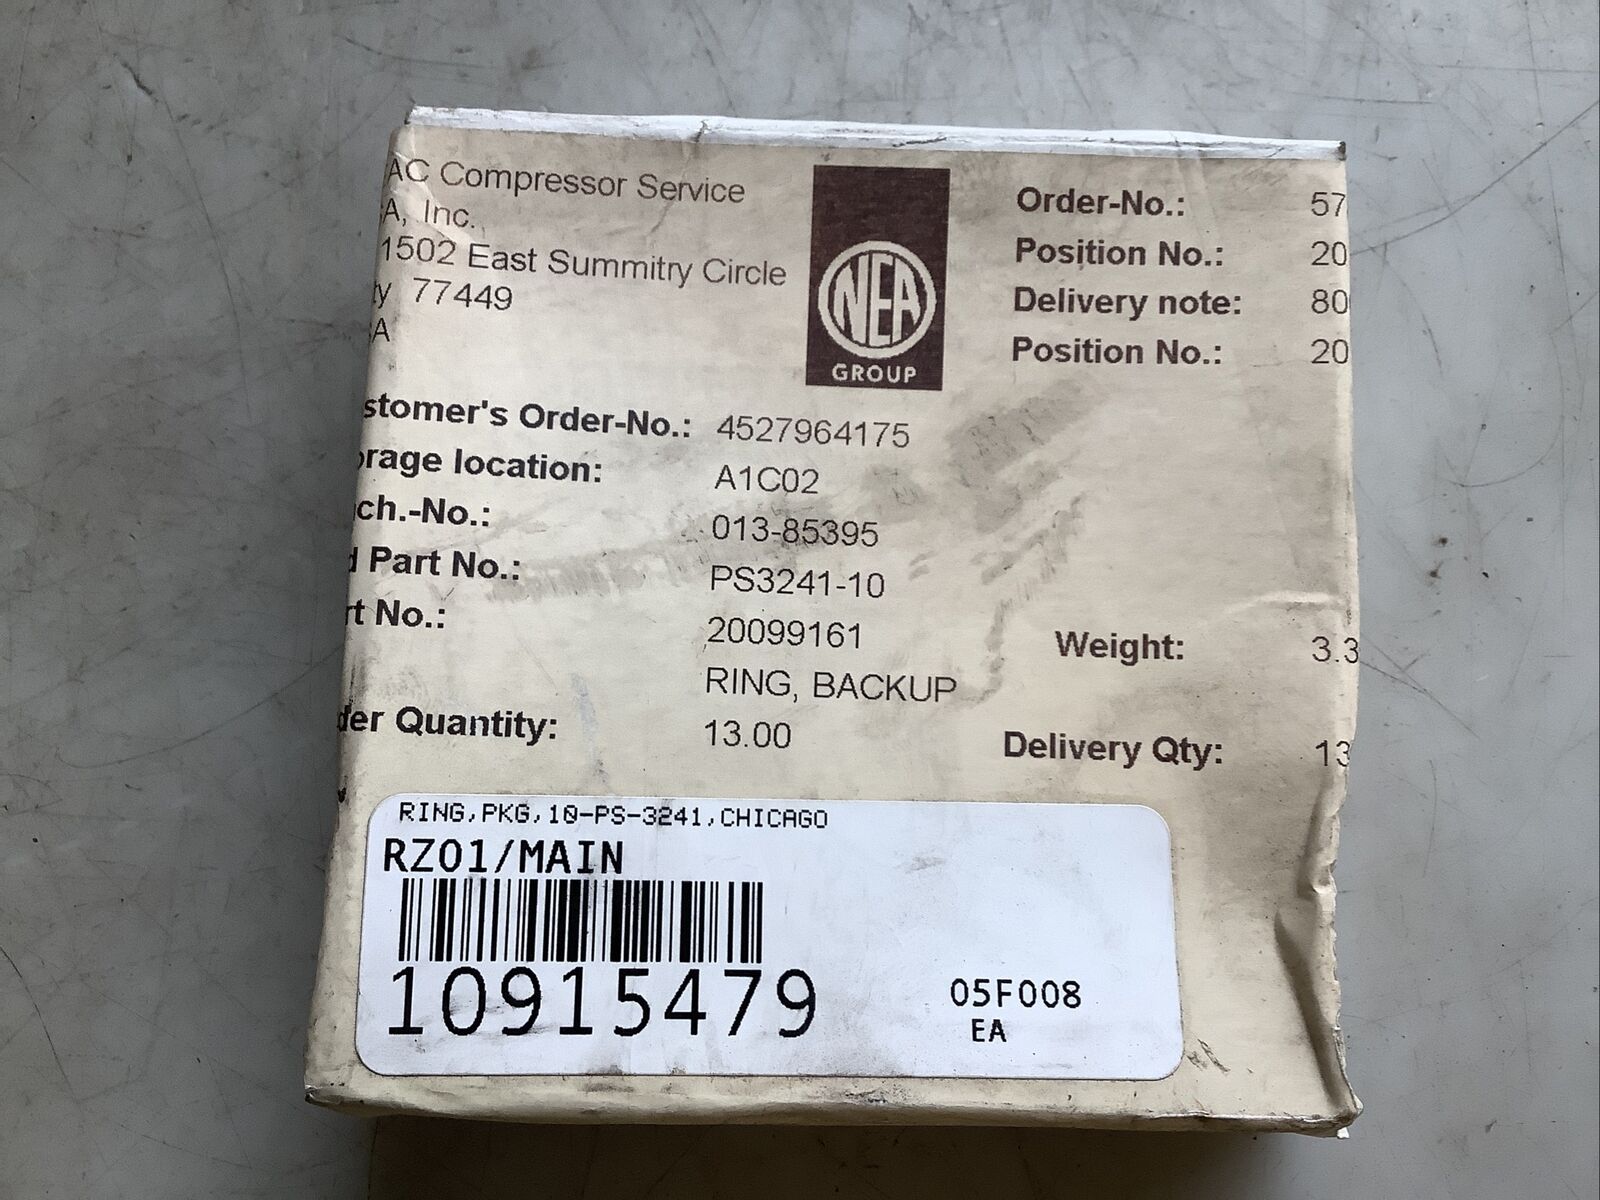 AC Compressor Service
A, Inc.
1502 East Summitry Circle
ty 77449
A
NEA
GROUP
Order-No.: 57
Position No.: 20
Delivery note: 80
Position No.: 20
stomer's Order-No.: 4527964175
orage location: A1C02
ch.-No.: 013-85395
d Part No.: PS3241-10
rt No.: 20099161
Weight: 3.3
RING, BACKUP
der Quantity: 13.00
Delivery Qty: 13
RING,PKG,10-PS-3241,CHICAGO
RZ01/MAIN
10915479
05F008
EA